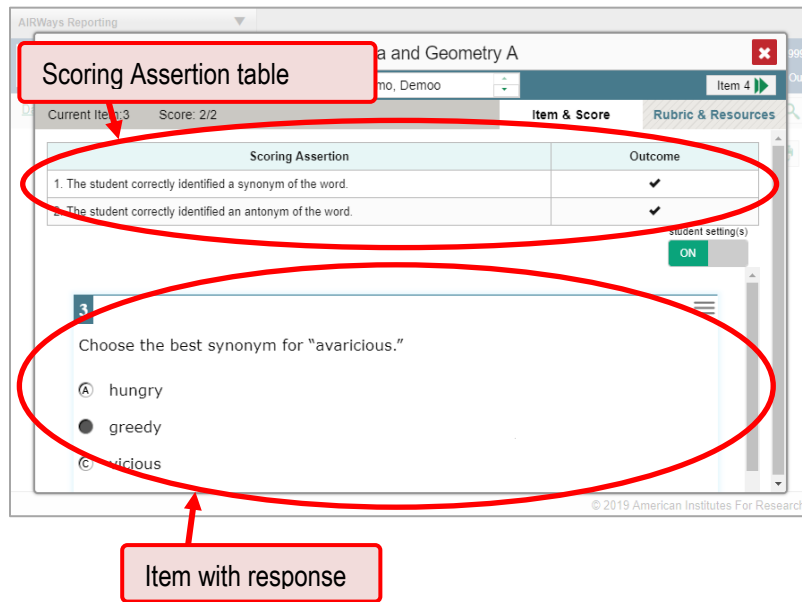 AIRWays Reporting
a and Geometry A
Scoring Assertion table
mo, Demoo
Item 4
Current Item:3 Score: 2/2
Item & Score
Rubric & Resources
Scoring Assertion
Outcome
1. The student correctly identified a synonym of the word.
2. The student correctly identified an antonym of the word.
student setting(s)
ON
3
Choose the best synonym for “avaricious.”
A hungry
greedy
C vicious
© 2019 American Institutes For Research
Item with response